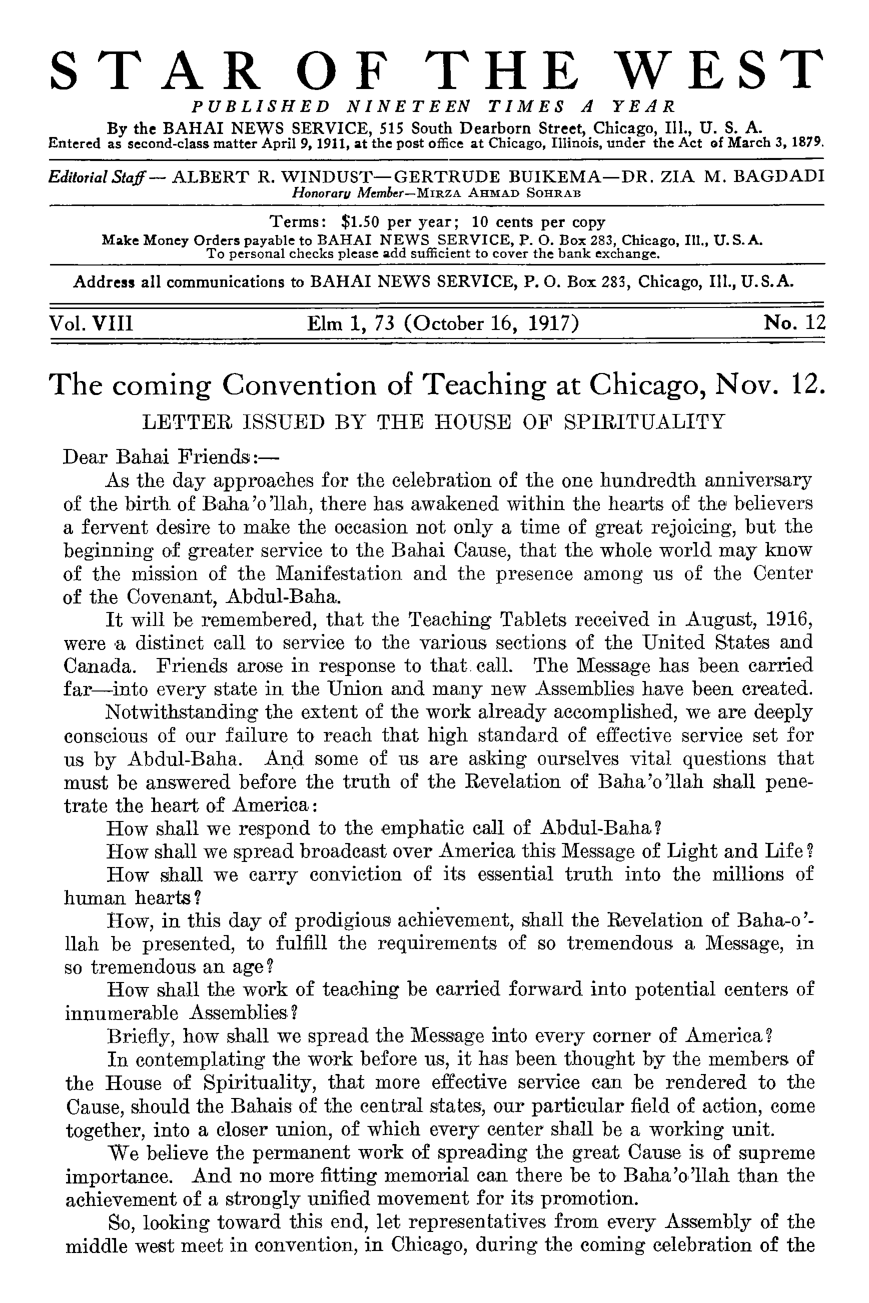 STAR OF THE WEST
PUBLISHED NINETEEN TIMES A YEAR
By the BAHAI NEWS SERVICE, 515 South Dearborn Street, Chicago, Ill., U. S. A.
Entered as second-class matter April 9, 1911, at the post office at Chicago, Illinois, under the Act of March 3, 1879.
Editorial Staff— ALBERT R. WINDUST—GERTRUDE BUIKEMA—DR. ZIA M. BAGDADI
Honorary Member—MIRZA AHMAD SOHRAB
Terms: $1.50 per year; 10 cents per copy
Make Money Orders payable to BAHAI NEWS SERVICE, P. O. Box 283, Chicago, Ill., U. S. A.
To personal checks please add sufficient to cover the bank exchange.
Address all communications to BAHAI NEWS SERVICE, P. O. Box 283, Chicago, Ill., U. S. A.
Vol. VIII Elm 1, 73 (October 16, 1917) No. 12
The coming Convention of Teaching at Chicago, Nov. 12.
LETTER ISSUED BY THE HOUSE OF SPIRITUALITY
Dear Bahai Friends:—
As the day approaches for the celebration of the one hundredth anniversary
of the birth of Baha'o'llah, there has awakened within the hearts of the believers
a fervent desire to make the occasion not only a time of great rejoicing, but the
beginning of greater service to the Bahai Cause, that the whole world may know
of the mission of the Manifestation and the presence among us of the Center
of the Covenant, Abdul-Baha.
It will be remembered, that the Teaching Tablets received in August, 1916,
were a distinct call to service to the various sections of the United States and
Canada. Friends arose in response to that call. The Message has been carried
far—into every state in the Union and many new Assemblies have been created.
Notwithstanding the extent of the work already accomplished, we are deeply
conscious of our failure to reach that high standard of effective service set for
us by Abdul-Baha. And some of us are asking ourselves vital questions that
must be answered before the truth of the Revelation of Baha'o'llah shall pene-
trate the heart of America:
How shall we respond to the emphatic call of Abdul-Baha?
How shall we spread broadcast over America this Message of Light and Life?
How shall we carry conviction of its essential truth into the millions of
human hearts?
How, in this day of prodigious achievement, shall the Revelation of Baha-o'-
llah be presented, to fulfill the requirements of so tremendous a Message, in
so tremendous an age?
How shall the work of teaching be carried forward into potential centers of
innumerable Assemblies?
Briefly, how shall we spread the Message into every corner of America?
In contemplating the work before us, it has been thought by the members of
the House of Spirituality, that more effective service can be rendered to the
Cause, should the Bahais of the central states, our particular field of action, come
together, into a closer union, of which every center shall be a working unit.
We believe the permanent work of spreading the great Cause is of supreme
importance. And no more fitting memorial can there be to Baha'o'llah than the
achievement of a strongly unified movement for its promotion.
So, looking toward this end, let representatives from every Assembly of the
middle west meet in convention, in Chicago, during the coming celebration of the